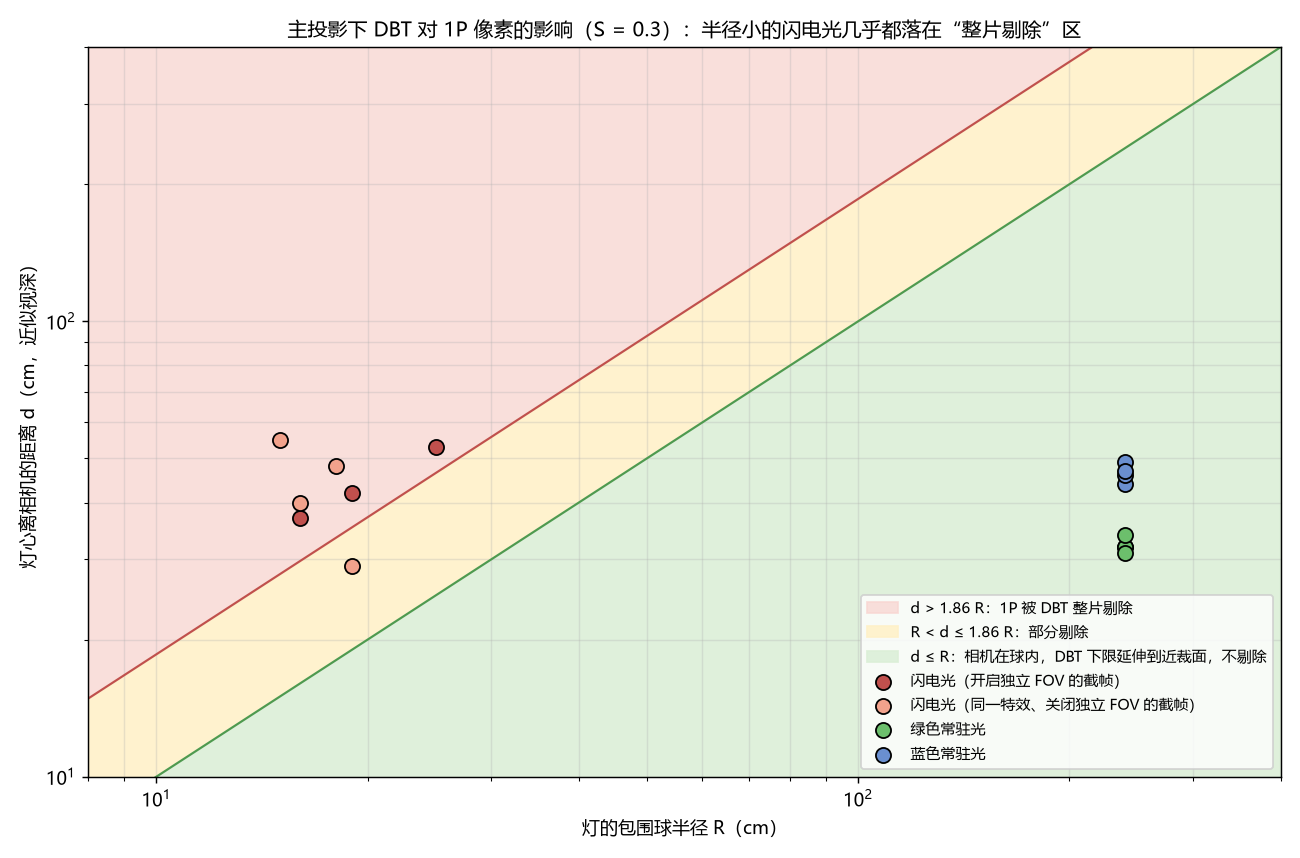 主投影下 DBT 对 1P 像素的影响（S = 0.3）：半径小的闪电光几乎都落在“整片剔除”区
灯心离相机的距离 d（cm，近似视深）
10²
10¹
d > 1.86 R：1P 被 DBT 整片剔除
R < d ≤ 1.86 R：部分剔除
d ≤ R：相机在球内，DBT 下限延伸到近裁面，不剔除
闪电光（开启独立 FOV 的截帧）
闪电光（同一特效、关闭独立 FOV 的截帧）
绿色常驻光
蓝色常驻光
10¹
10²
灯的包围球半径 R（cm）